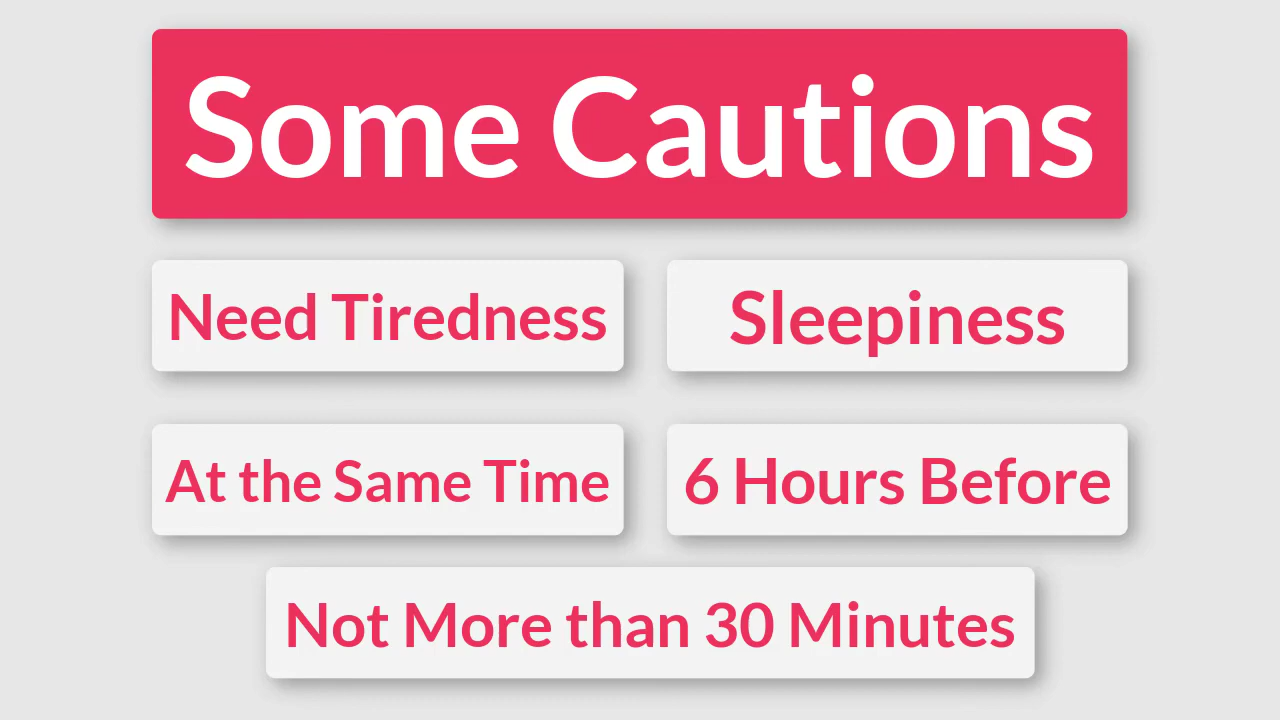 Some Cautions
Need Tiredness
Sleepiness
At the Same Time
6 Hours Before
Not More than 30 Minutes